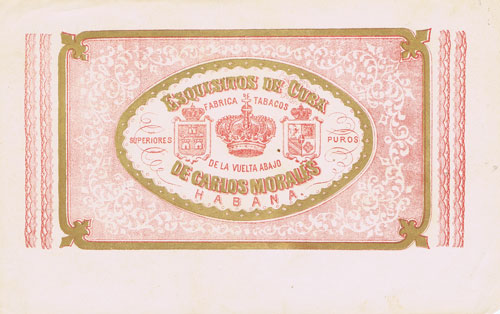 EXQUISITOS DE CUBA
FABRICA DE TABACOS
SUPERIORES PUROS
DE LA VUELTA ABAJO
DE CARLOS MORALES
HABANA.